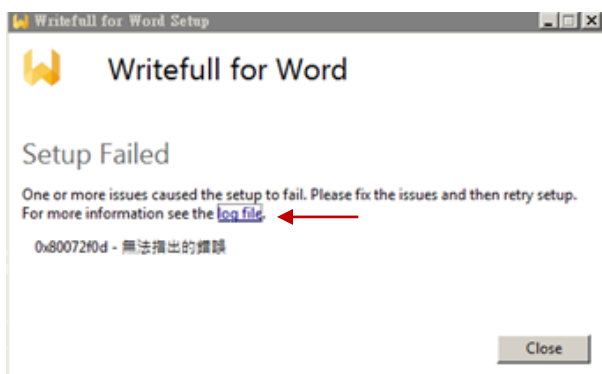 Writefull for Word Setup
Writefull for Word
Setup Failed
One or more issues caused the setup to fail. Please fix the issues and then retry setup.
For more information see the log file.
0x80072f0d - 無法指出的錯誤
Close